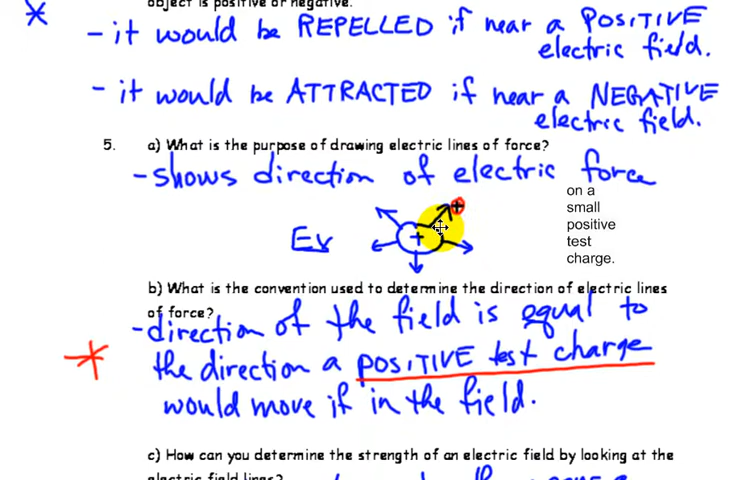 object is positive or negative.
* - it would be REPELLED if near a POSITIVE
electric field.
- it would be ATTRACTED if near a NEGATIVE
electric field.
5. a) What is the purpose of drawing electric lines of force?
- shows direction of electric force
on a
small
positive
test
charge.
+
Ex +
b) What is the convention used to determine the direction of electric lines
of force?
- direction of the field is equal to
* the direction a POSITIVE test charge
would move if in the field.
c) How can you determine the strength of an electric field by looking at the
electric field lines?